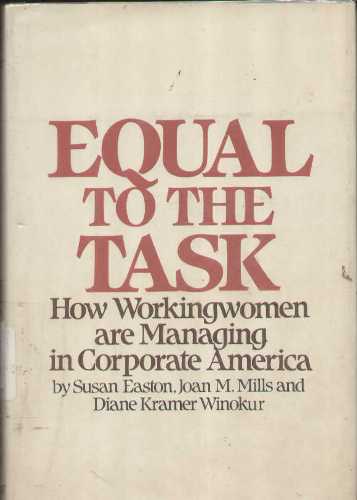 EQUAL
TO THE
TASK
How Workingwomen
are Managing
in Corporate America
by Susan Easton, Joan M. Mills and
Diane Kramer Winokur